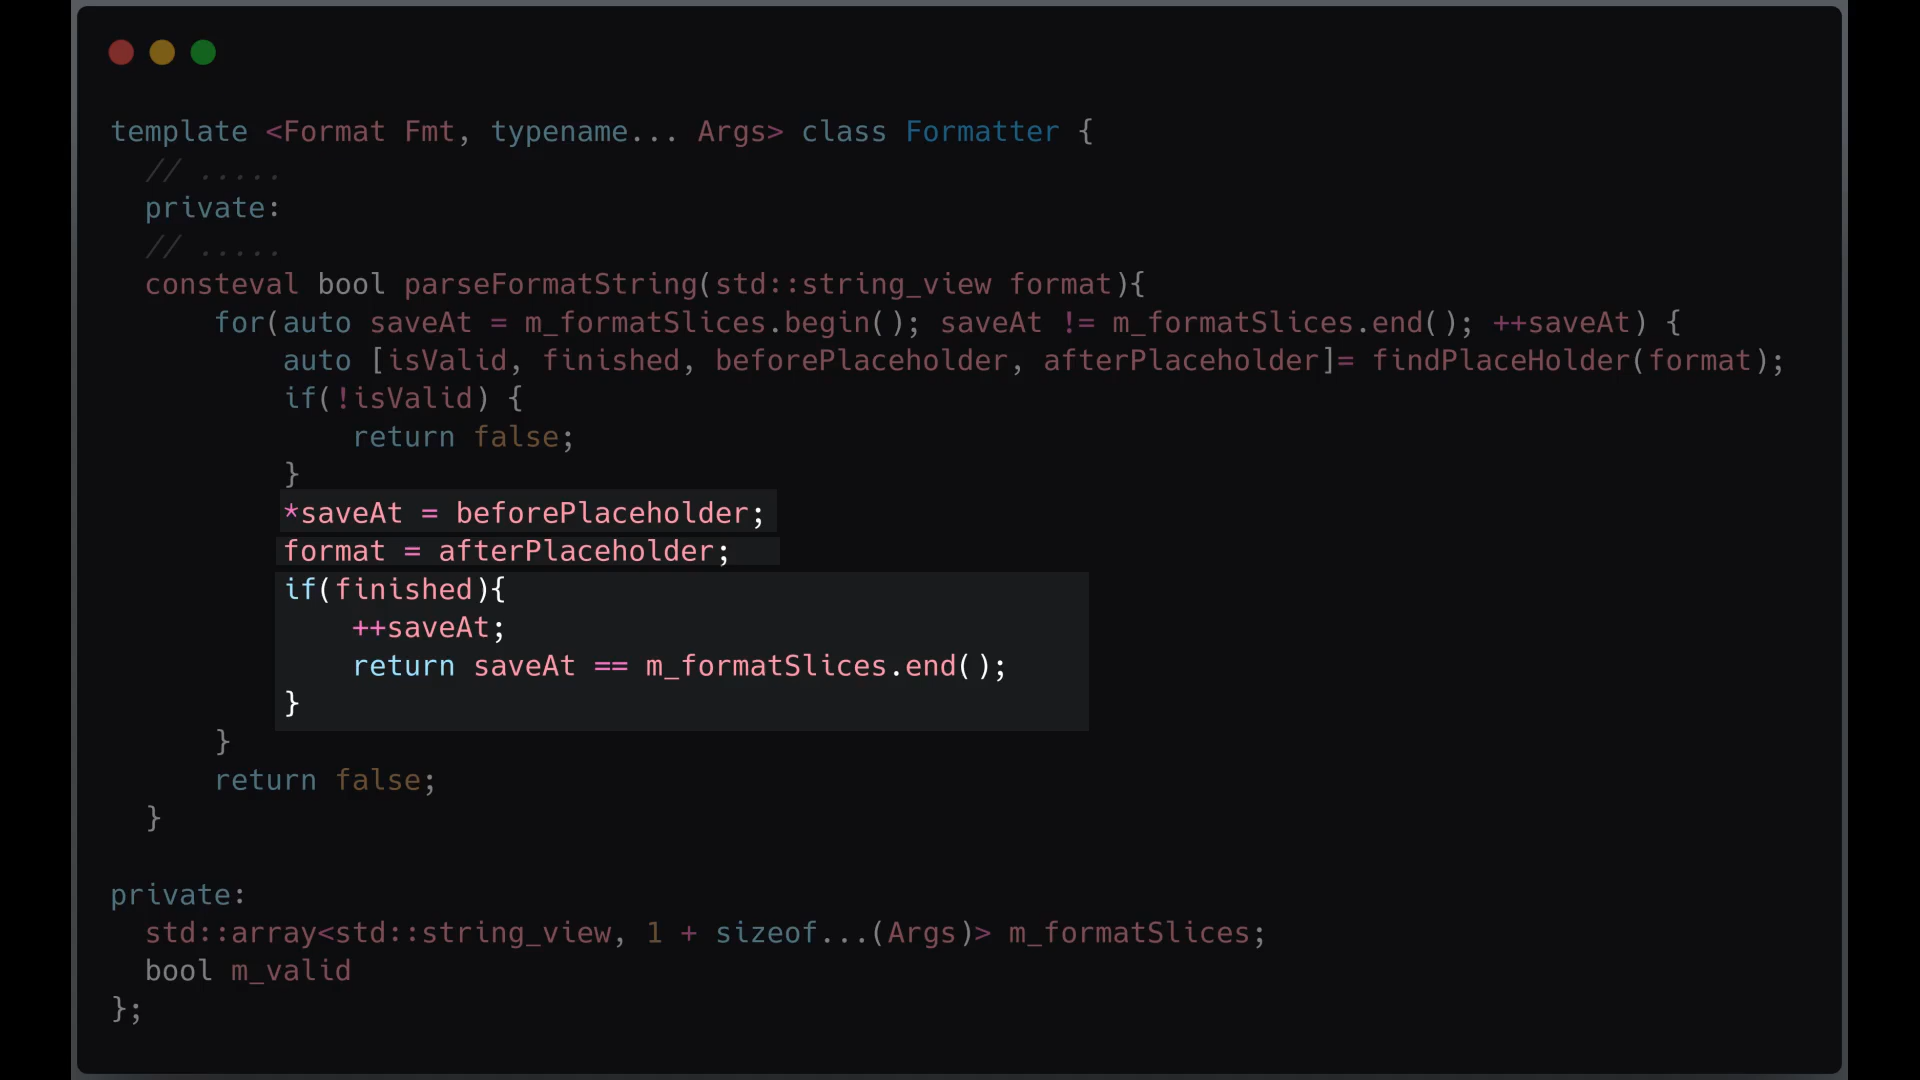 template <Format Fmt, typename... Args> class Formatter {
  // .....
  private:
  // .....
  consteval bool parseFormatString(std::string_view format){
      for(auto saveAt = m_formatSlices.begin(); saveAt != m_formatSlices.end(); ++saveAt) {
          auto [isValid, finished, beforePlaceholder, afterPlaceholder]= findPlaceHolder(format);
          if(!isValid) {
              return false;
          }
          *saveAt = beforePlaceholder;
          format = afterPlaceholder;
          if(finished){
              ++saveAt;
              return saveAt == m_formatSlices.end();
          }
      }
      return false;
  }
private:
  std::array<std::string_view, 1 + sizeof...(Args)> m_formatSlices;
  bool m_valid
};